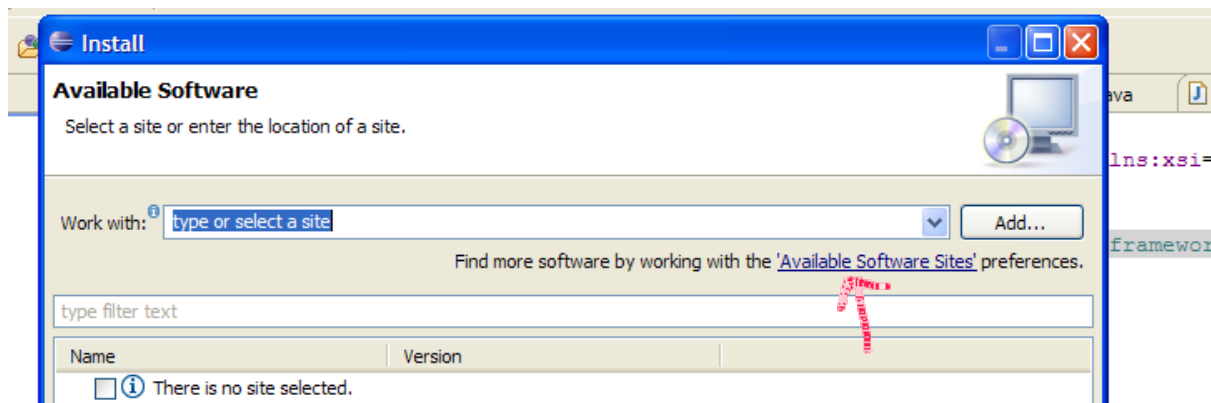 Install
Available Software
Select a site or enter the location of a site.
ava
lns:xsi=
Work with:
type or select a site
Add...
framewor
Find more software by working with the 'Available Software Sites' preferences.
type filter text
Name Version
There is no site selected.